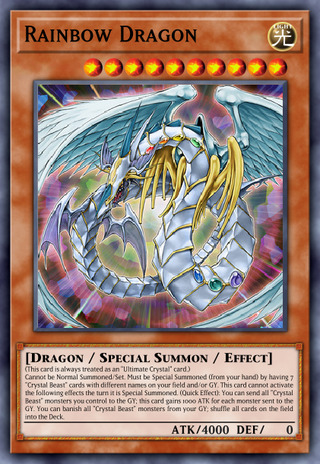 Rainbow Dragon
LIGHT
光
[Dragon / Special Summon / Effect]
(This card is always treated as an "Ultimate Crystal" card.)
Cannot be Normal Summoned/Set. Must be Special Summoned (from your hand) by having 7
"Crystal Beast" cards with different names on your field and/or GY. This card cannot activate
the following effects the turn it is Special Summoned. (Quick Effect): You can send all "Crystal
Beast" monsters you control to the GY; this card gains 1000 ATK for each monster sent to the
GY. You can banish all "Crystal Beast" monsters from your GY; shuffle all cards on the field
into the Deck.
ATK/4000 DEF/ 0